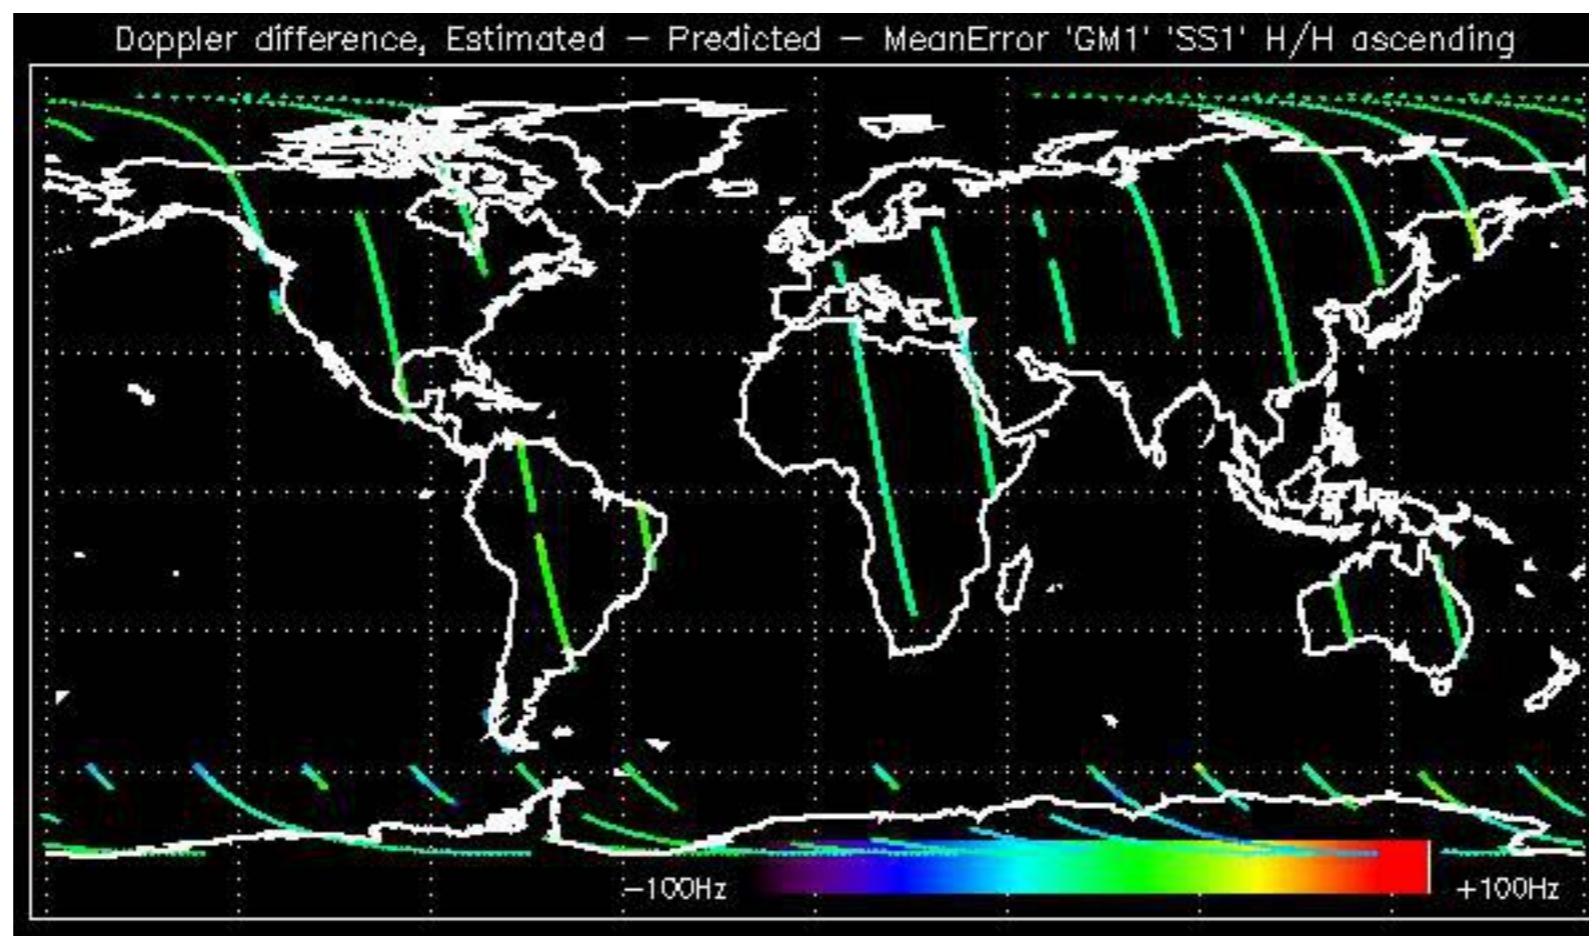 Doppler difference, Estimated – Predicted – MeanError 'GM1' 'SS1' H/H ascending
–100Hz
+100Hz